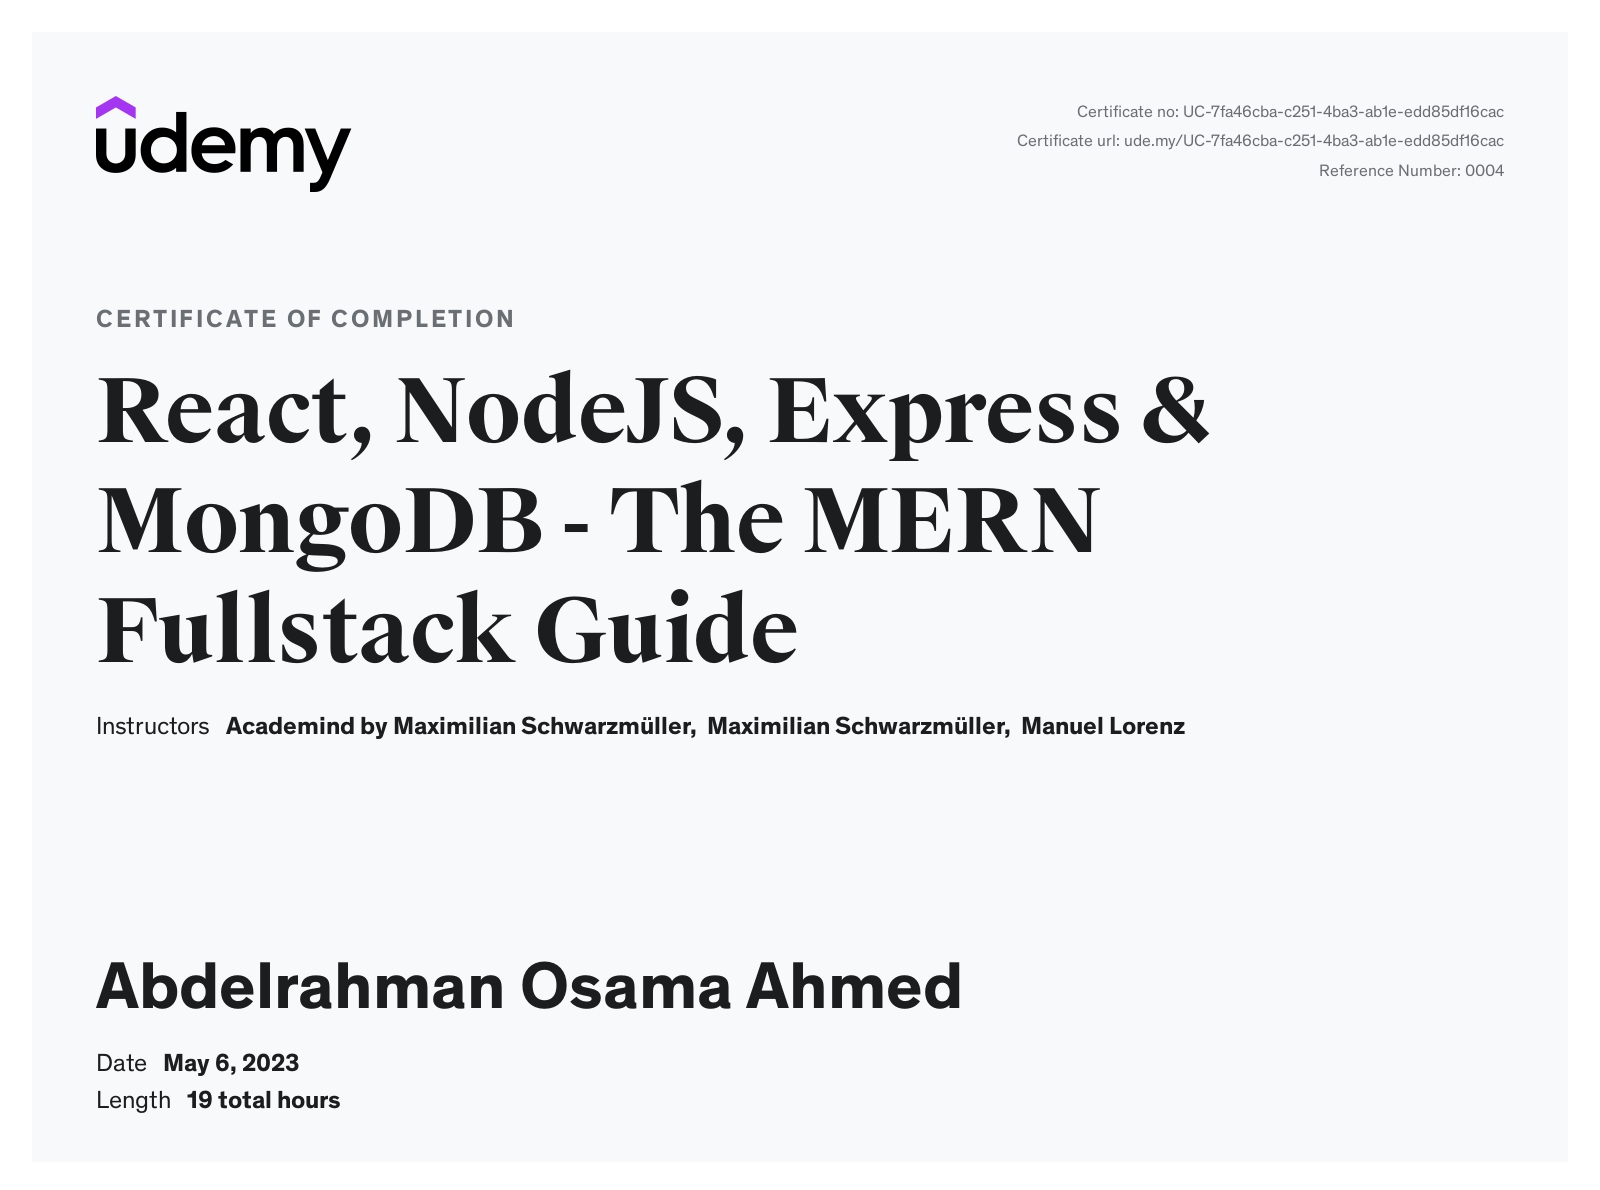 udemy
Certificate no: UC-7fa46cba-c251-4ba3-ab1e-edd85df16cac
Certificate url: ude.my/UC-7fa46cba-c251-4ba3-ab1e-edd85df16cac
Reference Number: 0004
CERTIFICATE OF COMPLETION
React, NodeJS, Express &
MongoDB - The MERN
Fullstack Guide
Instructors Academind by Maximilian Schwarzmüller, Maximilian Schwarzmüller, Manuel Lorenz
Abdelrahman Osama Ahmed
Date May 6, 2023
Length 19 total hours